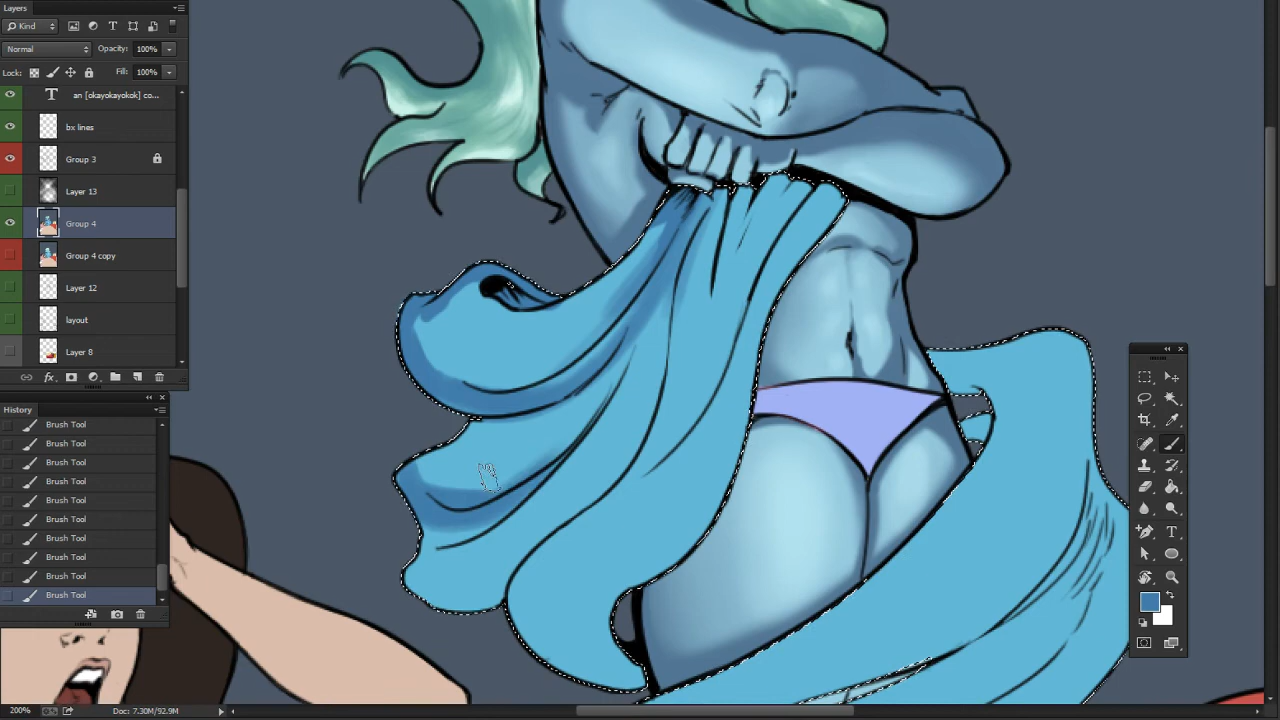 Layers
Kind
Normal
Opacity: 100%
Lock:
Fill: 100%
T an [okayokayokok] co...
bx lines
Group 3
Layer 13
Group 4
Group 4 copy
Layer 12
layout
Layer 8
fx
History
Brush Tool
Brush Tool
Brush Tool
Brush Tool
Brush Tool
Brush Tool
Brush Tool
Brush Tool
Brush Tool
Brush Tool
200%
Doc: 7.30M/92.9M